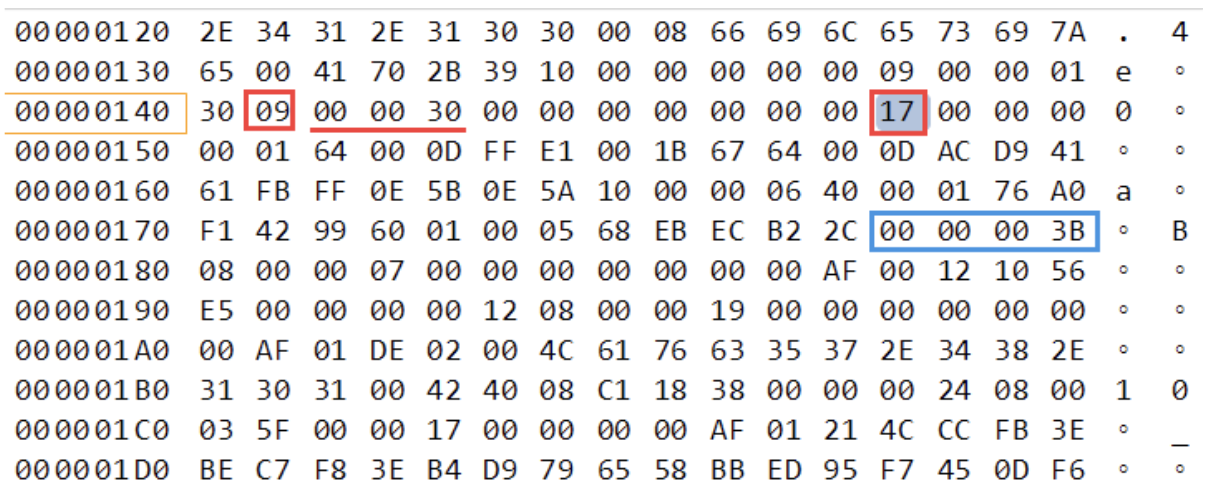 00000120 2E 34 31 2E 31 30 30 00 08 66 69 6C 65 73 69 7A . 4
00000130 65 00 41 70 2B 39 10 00 00 00 00 00 09 00 00 01 e °
00000140 30 09 00 00 30 00 00 00 00 00 00 00 17 00 00 00 0 °
00000150 00 01 64 00 0D FF E1 00 1B 67 64 00 0D AC D9 41 ° °
00000160 61 FB FF 0E 5B 0E 5A 10 00 00 06 40 00 01 76 A0 a °
00000170 F1 42 99 60 01 00 05 68 EB EC B2 2C 00 00 00 3B ° B
00000180 08 00 00 07 00 00 00 00 00 00 00 AF 00 12 10 56 ° °
00000190 E5 00 00 00 00 12 08 00 00 19 00 00 00 00 00 00 ° °
000001A0 00 AF 01 DE 02 00 4C 61 76 63 35 37 2E 34 38 2E ° °
000001B0 31 30 31 00 42 40 08 C1 18 38 00 00 00 24 08 00 1 0
000001C0 03 5F 00 00 17 00 00 00 00 AF 01 21 4C CC FB 3E ° _
000001D0 BE C7 F8 3E B4 D9 79 65 58 BB ED 95 F7 45 0D F6 ° °